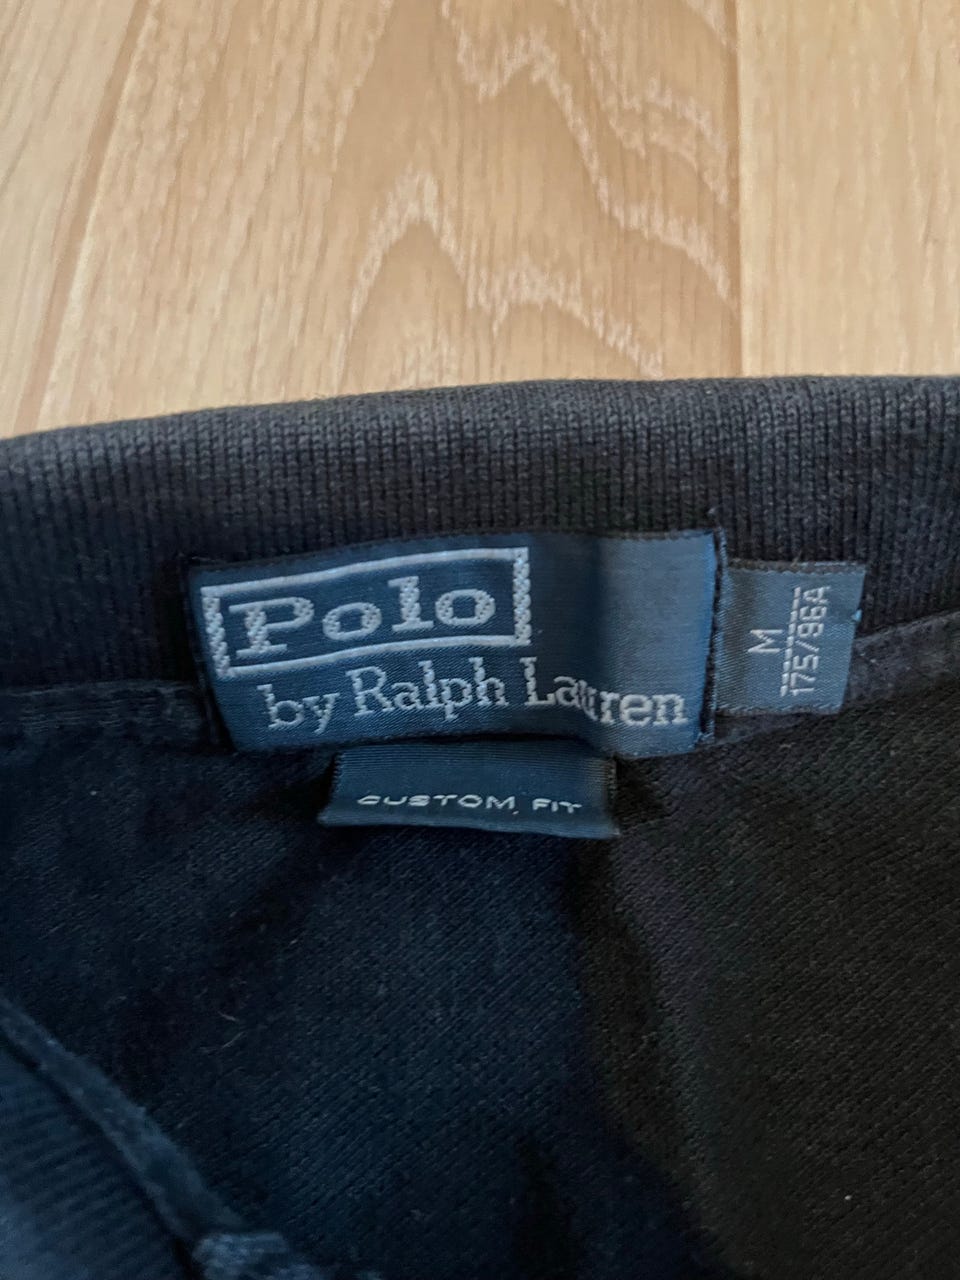 Polo
by Ralph Lauren
M
175/96A
CUSTOM FIT